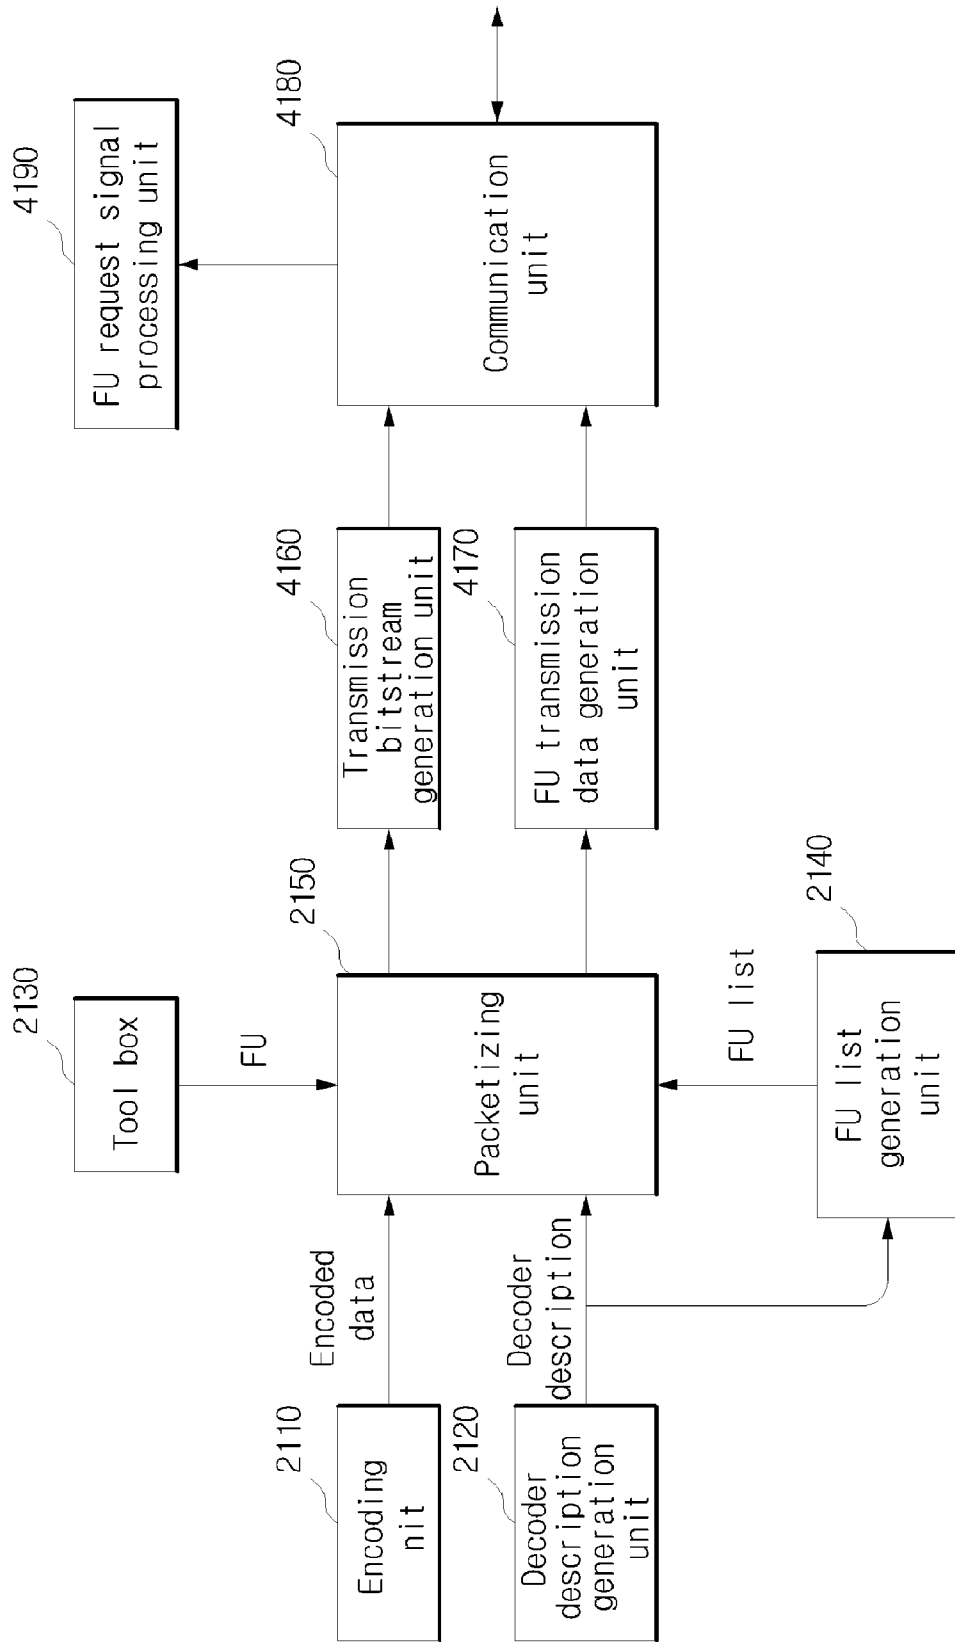 2110
Encoding
nit
2120
Decoder
description
generation
unit
Encoded
data
Decoder
description
2130
Tool box
FU
2150
Packetizing
unit
FU list
2140
FU list
generation
unit
4160
Transmission
bitstream
generation unit
4170
FU transmission
data generation
unit
4190
FU request signal
processing unit
4180
Communication
unit